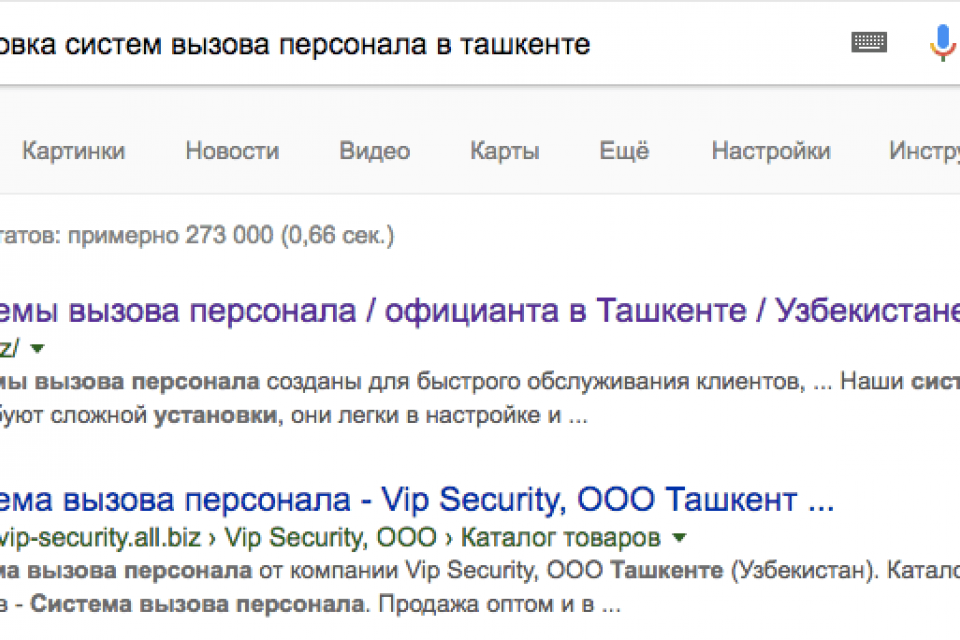 овка систем вызова персонала в ташкенте
Картинки Новости Видео Карты Ещё Настройки Инстру
татов: примерно 273 000 (0,66 сек.)
емы вызова персонала / официанта в Ташкенте / Узбекистане
z/
мы вызова персонала созданы для быстрого обслуживания клиентов, ... Наши сист
буют сложной установки, они легки в настройке и ...
ема вызова персонала - Vip Security, ООО Ташкент ...
vip-security.all.biz › Vip Security, ООО › Каталог товаров
ма вызова персонала от компании Vip Security, ООО Ташкенте (Узбекистан). Катало
в - Система вызова персонала. Продажа оптом и в ...